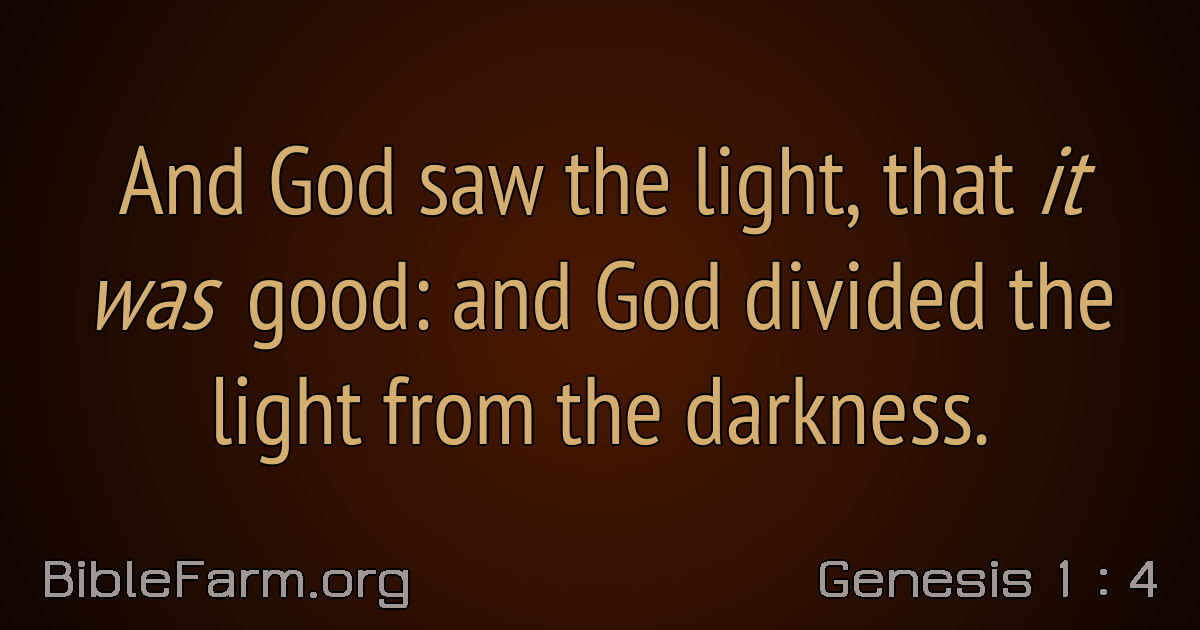 And God saw the light, that it
was good: and God divided the
light from the darkness.
BibleFarm.org
Genesis 1 : 4